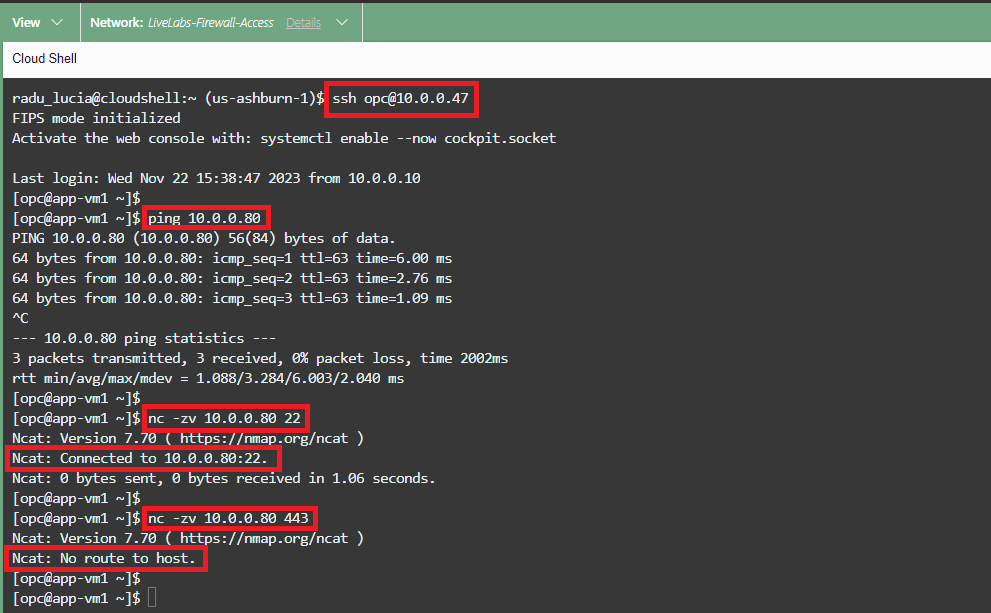 View Network: LiveLabs-Firewall-Access Details
Cloud Shell
radu_lucia@cloudshell:~ (us-ashburn-1)$ ssh opc@10.0.0.47
FIPS mode initialized
Activate the web console with: systemctl enable --now cockpit.socket
Last login: Wed Nov 22 15:38:47 2023 from 10.0.0.10
[opc@app-vm1 ~]$
[opc@app-vm1 ~]$ ping 10.0.0.80
PING 10.0.0.80 (10.0.0.80) 56(84) bytes of data.
64 bytes from 10.0.0.80: icmp_seq=1 ttl=63 time=6.00 ms
64 bytes from 10.0.0.80: icmp_seq=2 ttl=63 time=2.76 ms
64 bytes from 10.0.0.80: icmp_seq=3 ttl=63 time=1.09 ms
^C
--- 10.0.0.80 ping statistics ---
3 packets transmitted, 3 received, 0% packet loss, time 2002ms
rtt min/avg/max/mdev = 1.088/3.284/6.003/2.040 ms
[opc@app-vm1 ~]$
[opc@app-vm1 ~]$ nc -zv 10.0.0.80 22
Ncat: Version 7.70 ( https://nmap.org/ncat )
Ncat: Connected to 10.0.0.80:22.
Ncat: 0 bytes sent, 0 bytes received in 1.06 seconds.
[opc@app-vm1 ~]$
[opc@app-vm1 ~]$ nc -zv 10.0.0.80 443
Ncat: Version 7.70 ( https://nmap.org/ncat )
Ncat: No route to host.
[opc@app-vm1 ~]$
[opc@app-vm1 ~]$